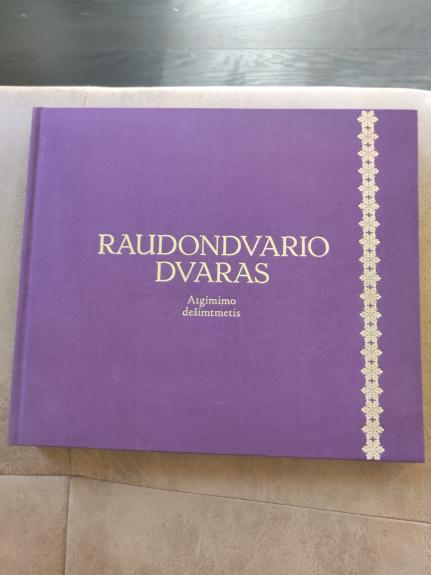 RAUDONDVARIO
DVARAS
Atgimimo
dešimtmetis